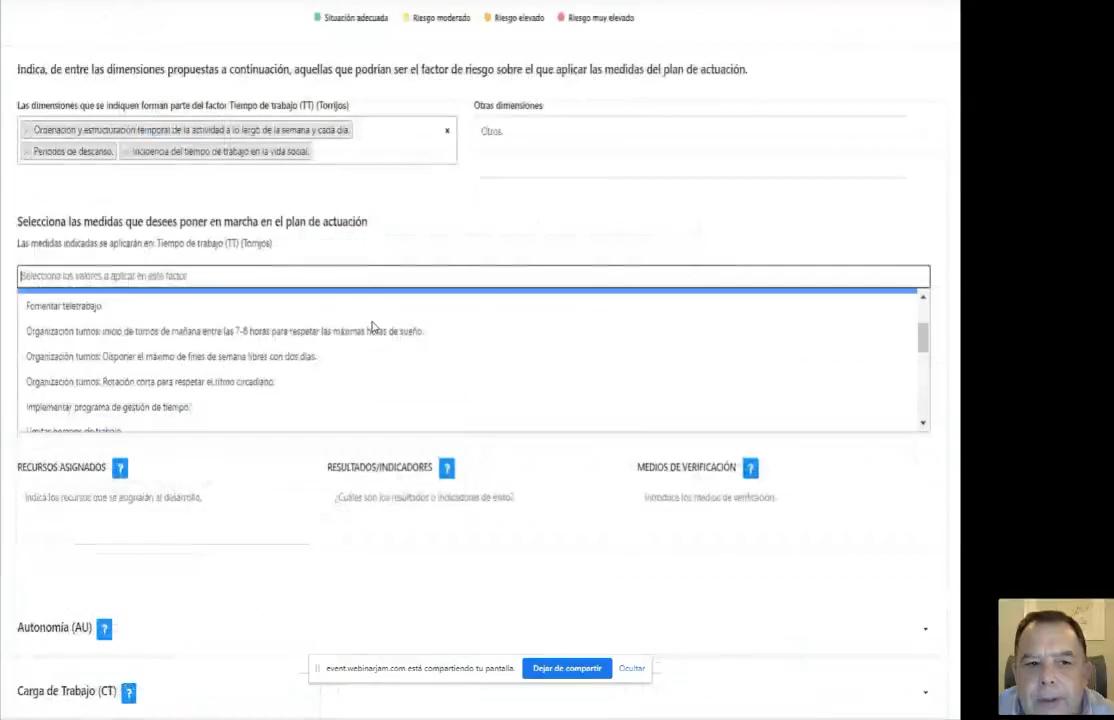 Situación adecuada Riesgo moderado Riesgo elevado Riesgo muy elevado
Indica, de entre las dimensiones propuestas a continuación, aquellas que podrían ser el factor de riesgo sobre el que aplicar las medidas del plan de actuación.
Las dimensiones que se indiquen forman parte del factor Tiempo de trabajo (TT) (Torrijos)
Otras dimensiones
× Ordenación y estructuración temporal de la actividad a lo largo de la semana y cada día. ×
× Periodos de descanso. × Incidencia del tiempo de trabajo en la vida social.
Otros.
Selecciona las medidas que desees poner en marcha en el plan de actuación
Las medidas indicadas se aplicarán en: Tiempo de trabajo (TT) (Torrijos)
Selecciona los valores a aplicar en este factor
Fomentar teletrabajo.
Organización turnos: inicio de turnos de mañana entre las 7-8 horas para respetar las máximas horas de sueño.
Organización turnos: Disponer el máximo de fines de semana libres con dos días.
Organización turnos: Rotación corta para respetar el ritmo circadiano.
Implementar programa de gestión de tiempo.
Limitar horarios de trabajo
RECURSOS ASIGNADOS ? RESULTADOS/INDICADORES ? MEDIOS DE VERIFICACIÓN ?
Indicá los recursos que se asignarán al desarrollo. ¿Cuáles son los resultados o indicadores de éxito? Introduce los medios de verificación.
Autonomía (AU) ?
event.webinarjam.com está compartiendo tu pantalla. Dejar de compartir Ocultar
Carga de Trabajo (CT) ?